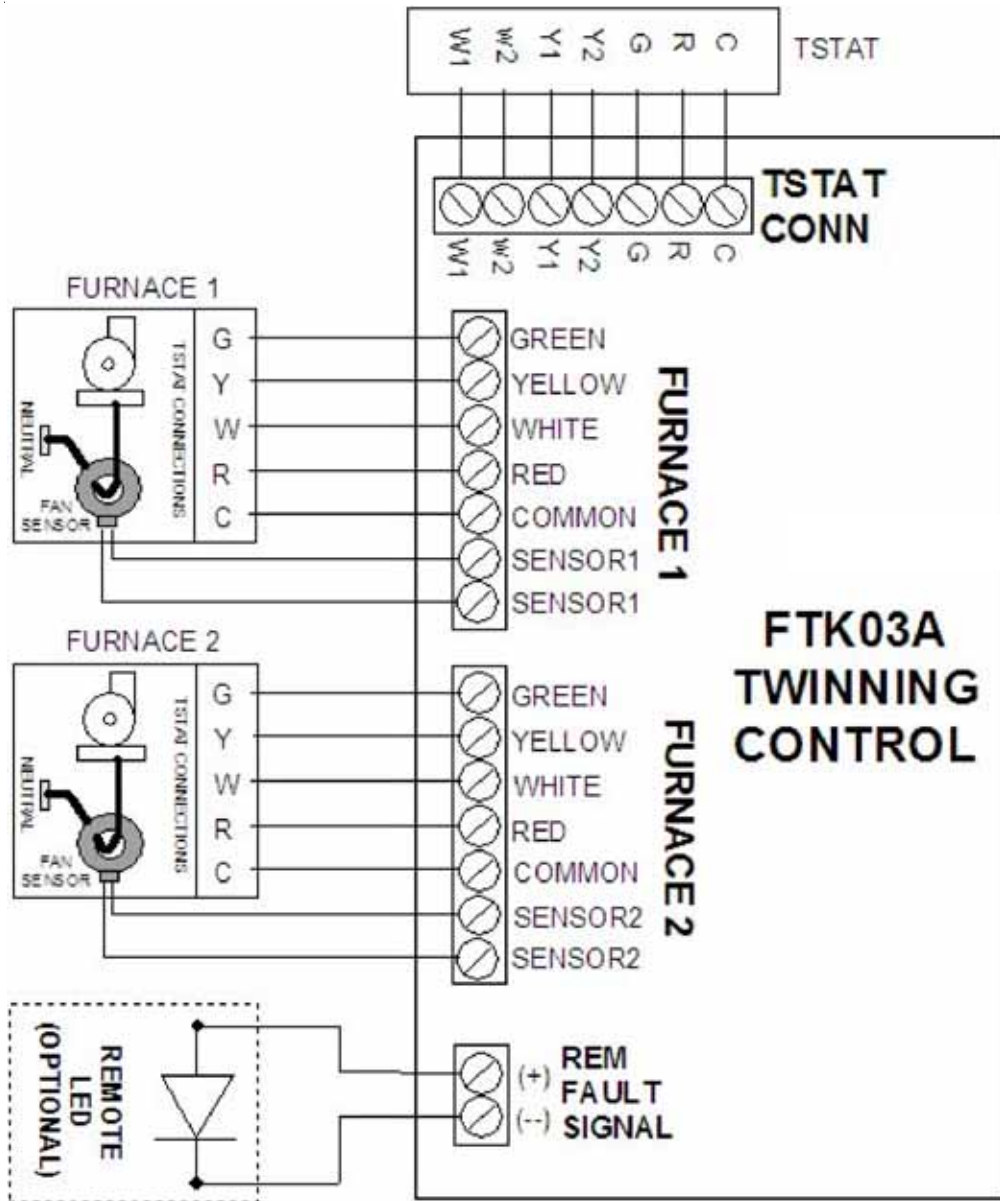 W1 W2 Y1 Y2 G R C
TSTAT
TSTAT
CONN
W1 W2 Y1 Y2 G R C
FURNACE 1
NEUTRAL
FAN
SENSOR
TSTAT CONNECTIONS
G
Y
W
R
C
GREEN
YELLOW
WHITE
RED
COMMON
SENSOR1
SENSOR1
FURNACE 1
FTK03A
TWINNING
CONTROL
FURNACE 2
NEUTRAL
FAN
SENSOR
TSTAT CONNECTIONS
G
Y
W
R
C
GREEN
YELLOW
WHITE
RED
COMMON
SENSOR2
SENSOR2
FURNACE 2
REMOTE
LED
(OPTIONAL)
(+)
(--)
REM
FAULT
SIGNAL